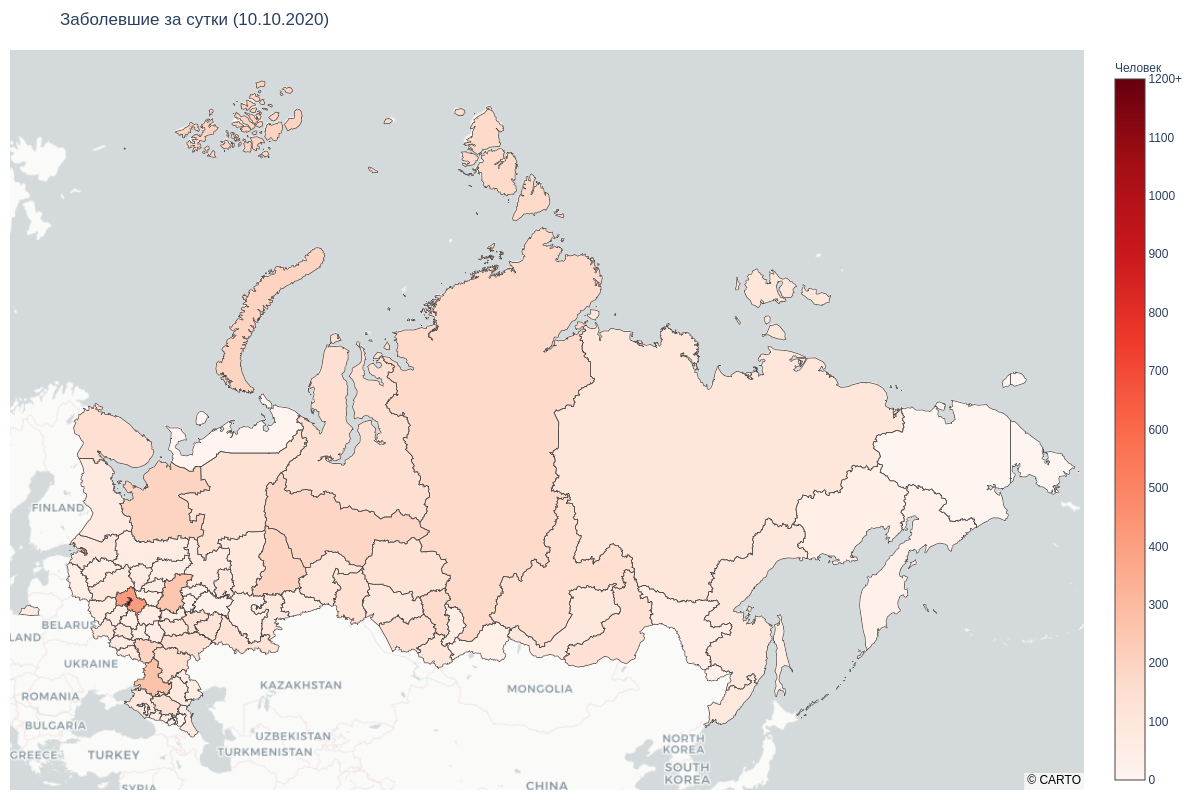 Заболевшие за сутки (10.10.2020)
Человек
1200+
1100
1000
900
800
700
600
500
400
300
200
100
0
FINLAND
BELARUS
LAND
UKRAINE
ROMANIA
BULGARIA
GREECE
TURKEY
SYRIA
KAZAKHSTAN
UZBEKISTAN
TURKMENISTAN
MONGOLIA
CHINA
NORTH
KOREA
SOUTH
KOREA
© CARTO